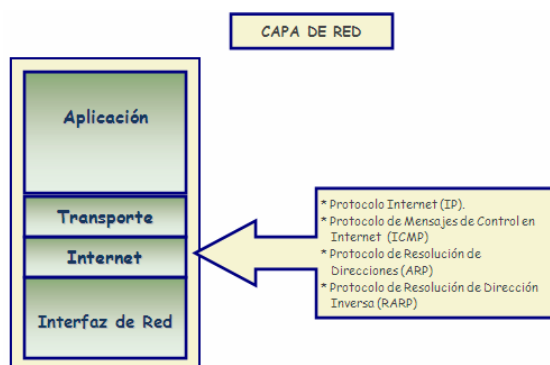 CAPA DE RED
Aplicación
Transporte
Internet
Interfaz de Red
* Protocolo Internet (IP).
* Protocolo de Mensajes de Control en
Internet (ICMP)
* Protocolo de Resolución de
Direcciones (ARP)
* Protocolo de Resolución de Dirección
Inversa (RARP)